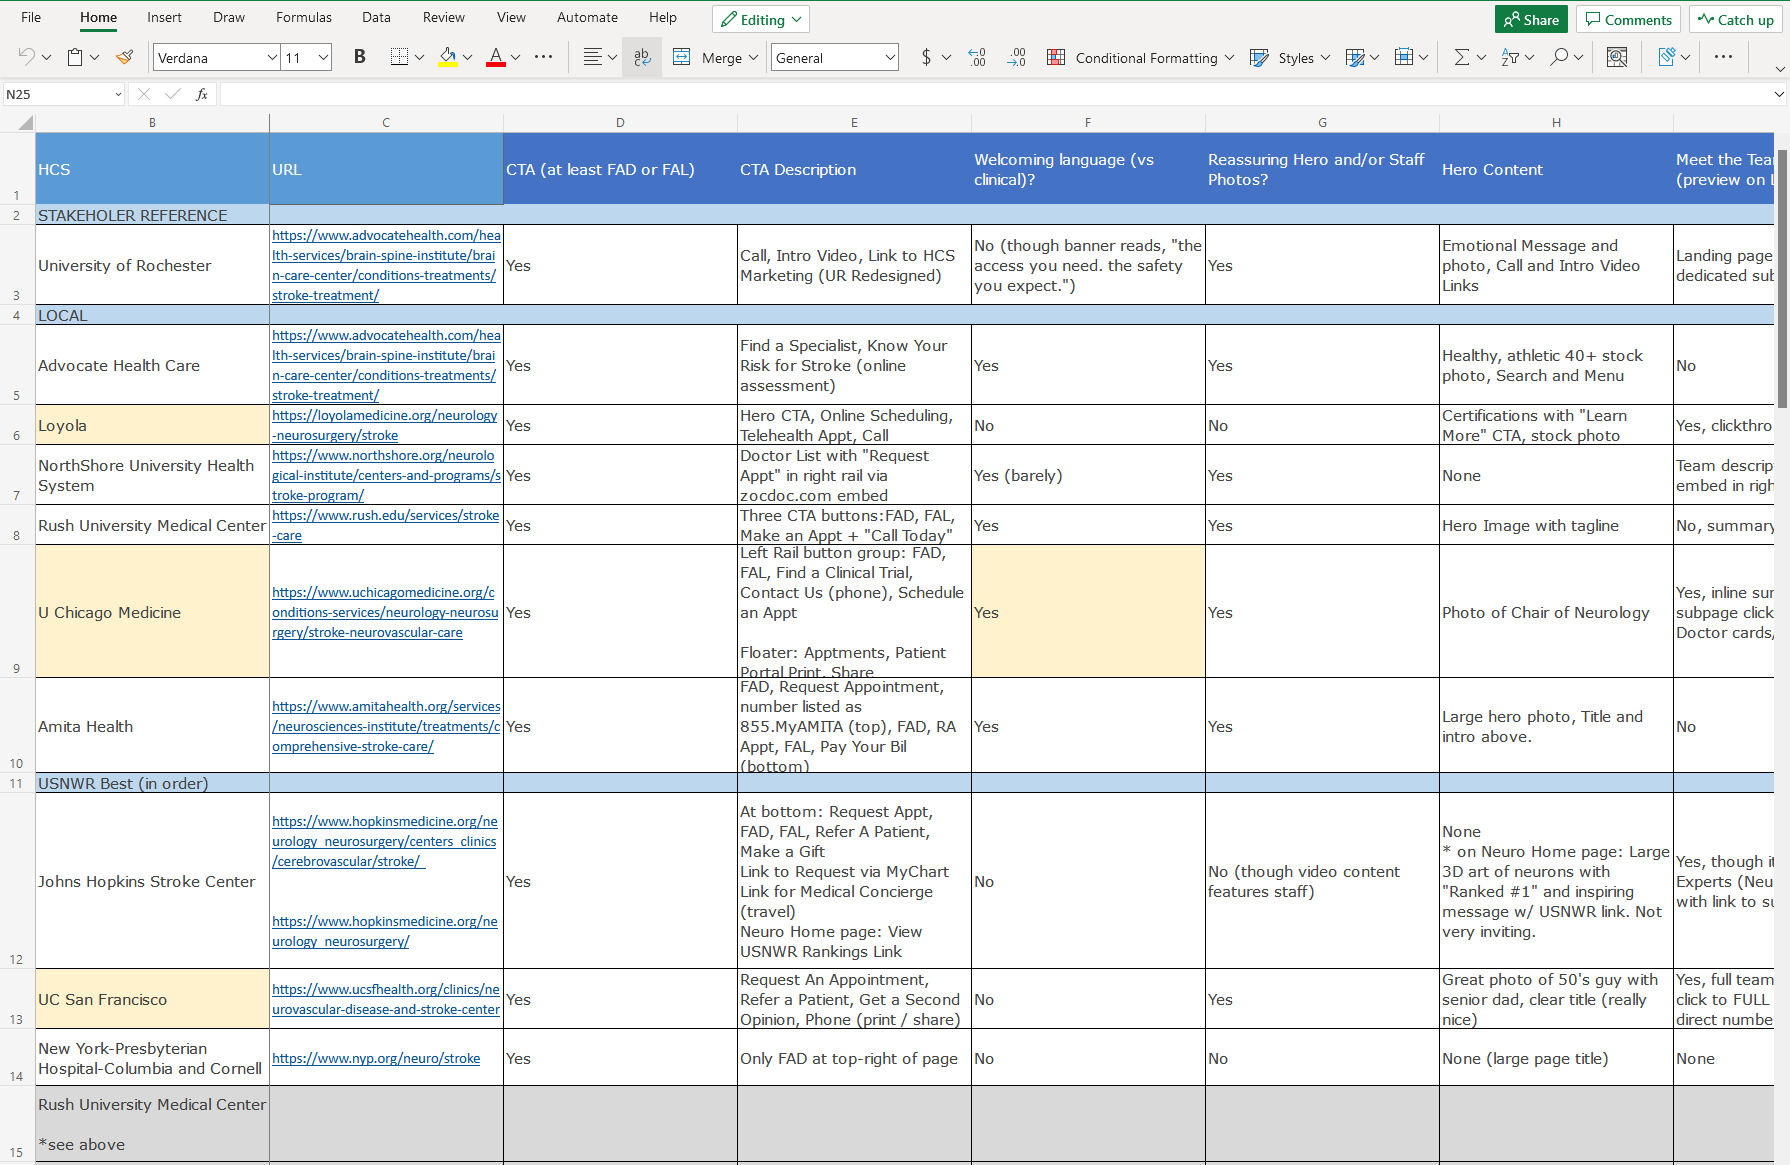 File Home Insert Draw Formulas Data Review View Automate Help Editing Share Comments Catch up
Verdana 11 B A Merge General $ Conditional Formatting Styles
N25 fx
B C D E F G H
1 HCS URL CTA (at least FAD or FAL) CTA Description Welcoming language (vs clinical)? Reassuring Hero and/or Staff Photos? Hero Content Meet the Tea (preview on L
2 STAKEHOLER REFERENCE
3 University of Rochester
https://www.advocatehealth.com/hea
lth-services/brain-spine-institute/brai
n-care-center/conditions-treatments/
stroke-treatment/
Yes
Call, Intro Video, Link to HCS
Marketing (UR Redesigned)
No (though banner reads, "the
access you need. the safety
you expect.")
Yes
Emotional Message and
photo, Call and Intro Video
Links
Landing page
dedicated sub
4 LOCAL
5 Advocate Health Care
https://www.advocatehealth.com/hea
lth-services/brain-spine-institute/brai
n-care-center/conditions-treatments/
stroke-treatment/
Yes
Find a Specialist, Know Your
Risk for Stroke (online
assessment)
Yes
Yes
Healthy, athletic 40+ stock
photo, Search and Menu
No
6 Loyola
https://loyolamedicine.org/neurology
-neurosurgery/stroke
Yes
Hero CTA, Online Scheduling,
Telehealth Appt, Call
No
No
Certifications with "Learn
More" CTA, stock photo
Yes, clickthro
7 NorthShore University Health
System
https://www.northshore.org/neurolo
gical-institute/centers-and-programs/s
troke-program/
Yes
Doctor List with "Request
Appt" in right rail via
zocdoc.com embed
Yes (barely)
Yes
None
Team descrip
embed in righ
8 Rush University Medical Center
https://www.rush.edu/services/stroke
-care
Yes
Three CTA buttons:FAD, FAL,
Make an Appt + "Call Today"
Yes
Yes
Hero Image with tagline
No, summary
9 U Chicago Medicine
https://www.uchicagomedicine.org/c
onditions-services/neurology-neurosu
rgery/stroke-neurovascular-care
Yes
Left Rail button group: FAD,
FAL, Find a Clinical Trial,
Contact Us (phone), Schedule
an Appt
Floater: Apptments, Patient
Portal Print, Share
Yes
Yes
Photo of Chair of Neurology
Yes, inline sur
subpage click
Doctor cards,
10 Amita Health
https://www.amitahealth.org/services
/neurosciences-institute/treatments/c
omprehensive-stroke-care/
Yes
FAD, Request Appointment,
number listed as
855.MyAMITA (top), FAD, RA
Appt, FAL, Pay Your Bil
(bottom)
Yes
Yes
Large hero photo, Title and
intro above.
No
11 USNWR Best (in order)
12 Johns Hopkins Stroke Center
https://www.hopkinsmedicine.org/ne
urology_neurosurgery/centers_clinics
/cerebrovascular/stroke/
https://www.hopkinsmedicine.org/ne
urology_neurosurgery/
Yes
At bottom: Request Appt,
FAD, FAL, Refer A Patient,
Make a Gift
Link to Request via MyChart
Link for Medical Concierge
(travel)
Neuro Home page: View
USNWR Rankings Link
No
No (though video content
features staff)
None
* on Neuro Home page: Large
3D art of neurons with
"Ranked #1" and inspiring
message w/ USNWR link. Not
very inviting.
Yes, though it
Experts (Neu
with link to su
13 UC San Francisco
https://www.ucsfhealth.org/clinics/ne
urovascular-disease-and-stroke-center
Yes
Request An Appointment,
Refer a Patient, Get a Second
Opinion, Phone (print / share)
No
Yes
Great photo of 50's guy with
senior dad, clear title (really
nice)
Yes, full team
click to FULL
direct numbe
14 New York-Presbyterian
Hospital-Columbia and Cornell
https://www.nyp.org/neuro/stroke
Yes
Only FAD at top-right of page
No
No
None (large page title)
None
15 Rush University Medical Center
*see above